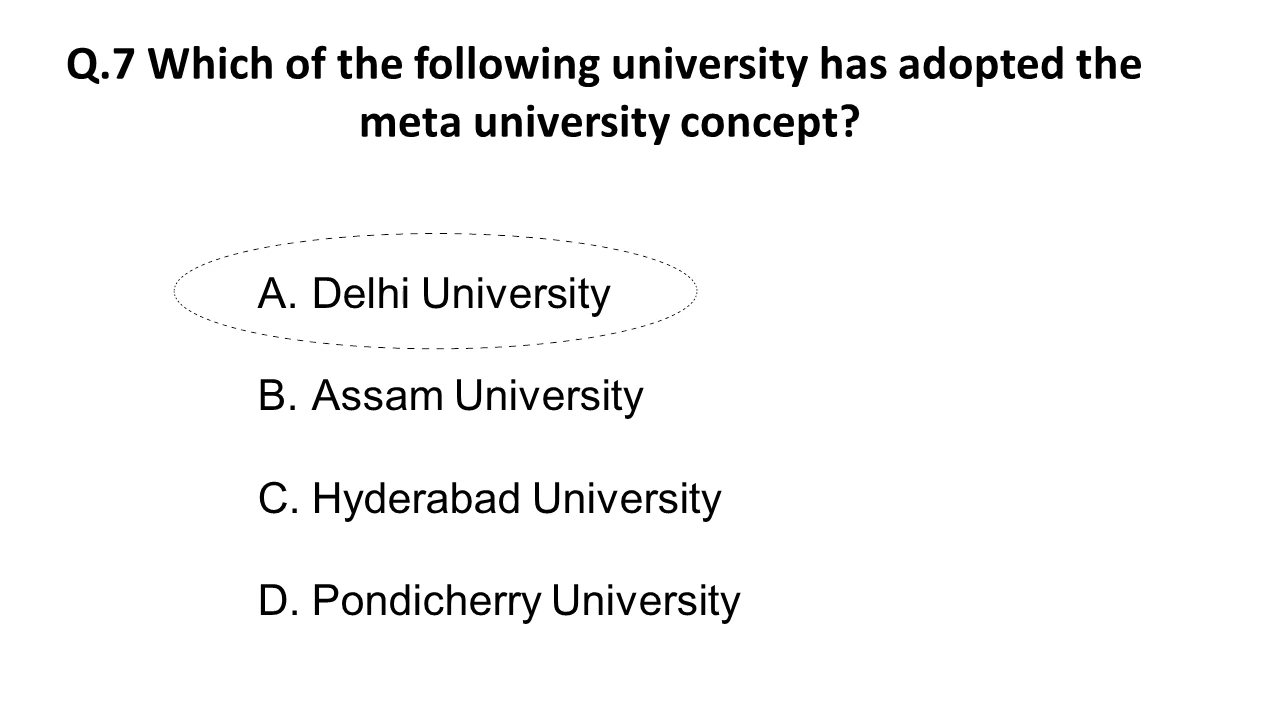 Q.7 Which of the following university has adopted the
meta university concept?
A. Delhi University
B. Assam University
C. Hyderabad University
D. Pondicherry University